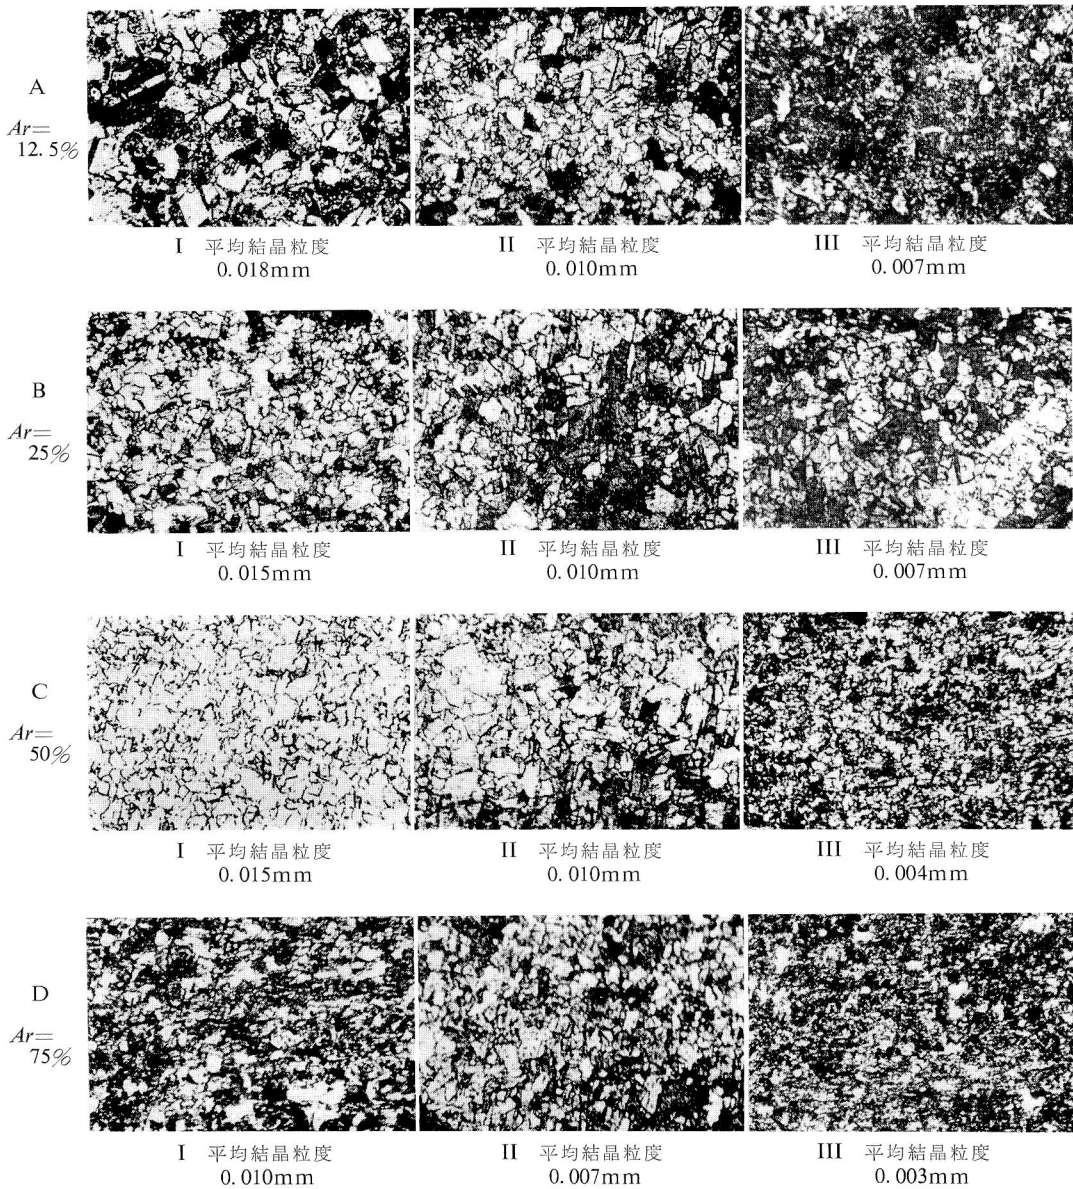 A
Ar=
12.5%
I 平均結晶粒度
0.018mm
II 平均結晶粒度
0.010mm
III 平均結晶粒度
0.007mm
B
Ar=
25%
I 平均結晶粒度
0.015mm
II 平均結晶粒度
0.010mm
III 平均結晶粒度
0.007mm
C
Ar=
50%
I 平均結晶粒度
0.015mm
II 平均結晶粒度
0.010mm
III 平均結晶粒度
0.004mm
D
Ar=
75%
I 平均結晶粒度
0.010mm
II 平均結晶粒度
0.007mm
III 平均結晶粒度
0.003mm